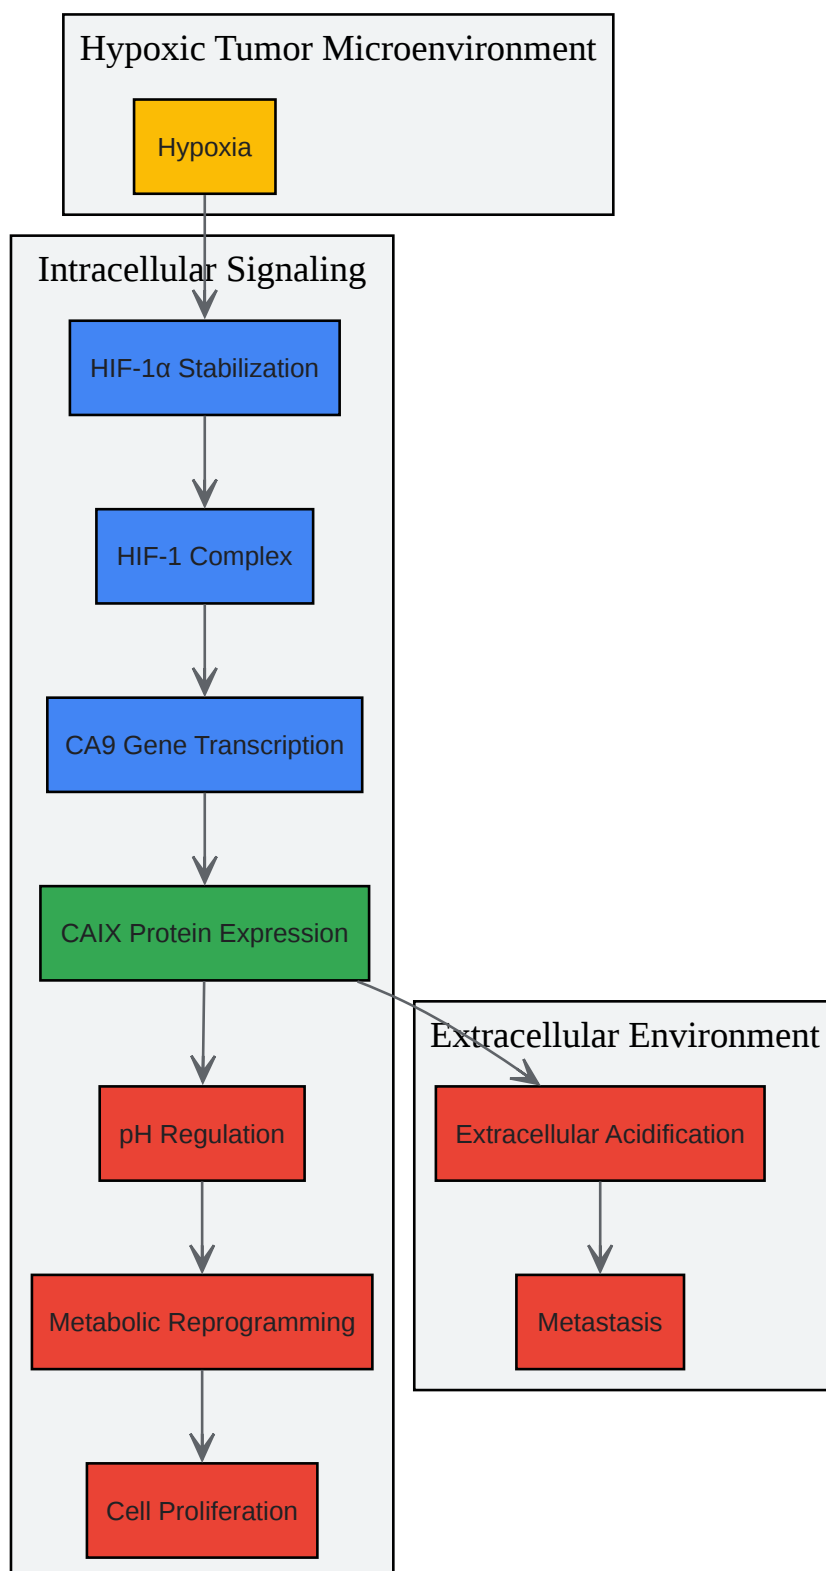 Hypoxic Tumor Microenvironment
Hypoxia
Intracellular Signaling
HIF-1α Stabilization
HIF-1 Complex
CA9 Gene Transcription
CAIX Protein Expression
Extracellular Environment
pH Regulation
Extracellular Acidification
Metabolic Reprogramming
Metastasis
Cell Proliferation